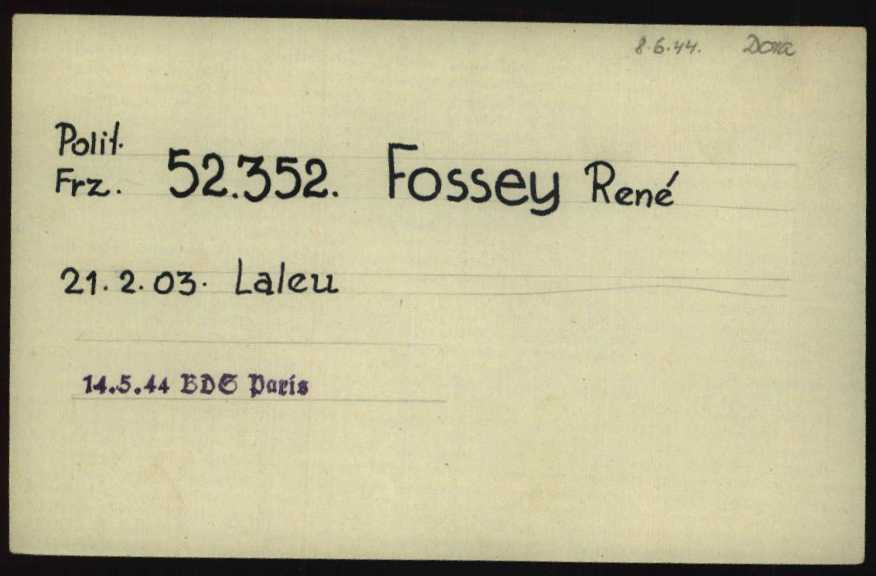 8.6.44. Dora
Polit.
Frz. 52.352. Fossey René
21.2.03. Laleu
14.5.44 BDS Paris